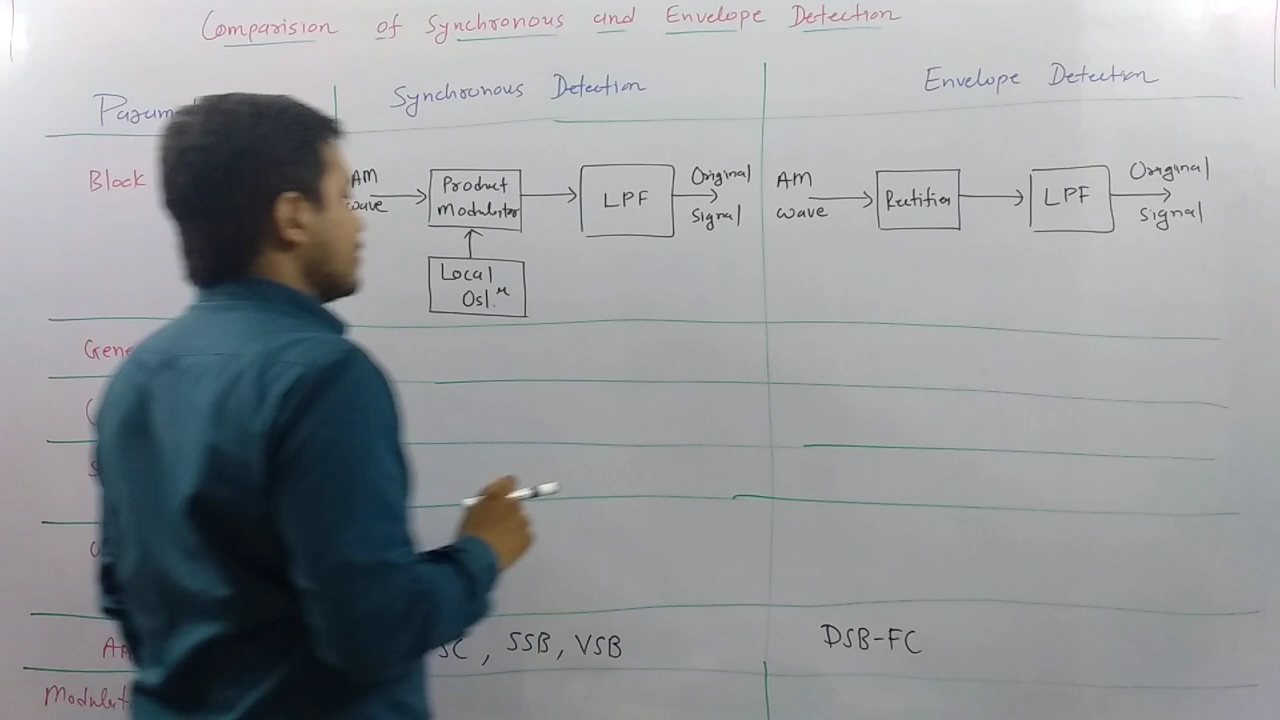 Comparision of Synchronous and Envelope Detection
Synchronous Detection
Envelope Detection
Block
AM
wave
Product
Modulator
LPF
Original
Signal
Local
Osl.r
AM
wave
Rectifier
LPF
Original
Signal
SC, SSB, VSB
DSB-FC